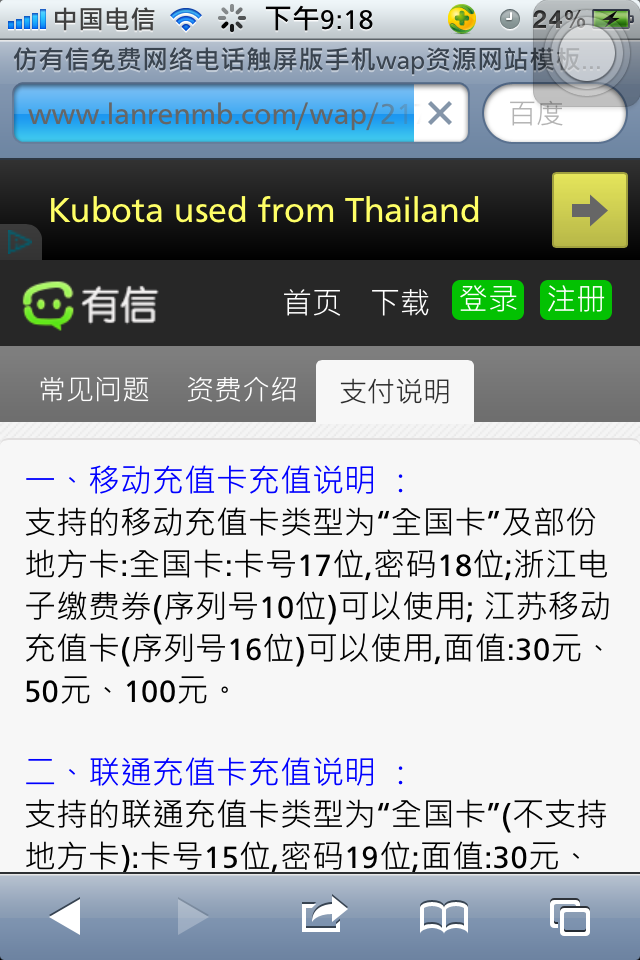 中国电信 下午9:18 24%
仿有信免费网络电话触屏版手机wap资源网站模板...
www.lanrenmb.com/wap/21 百度
Kubota used from Thailand
有信 首页 下载 登录 注册
常见问题 资费介绍 支付说明
一、移动充值卡充值说明 :
支持的移动充值卡类型为“全国卡”及部份
地方卡:全国卡:卡号17位,密码18位;浙江电
子缴费券(序列号10位)可以使用; 江苏移动
充值卡(序列号16位)可以使用,面值:30元、
50元、100元。
二、联通充值卡充值说明 :
支持的联通充值卡类型为“全国卡”(不支持
地方卡):卡号15位,密码19位;面值:30元、